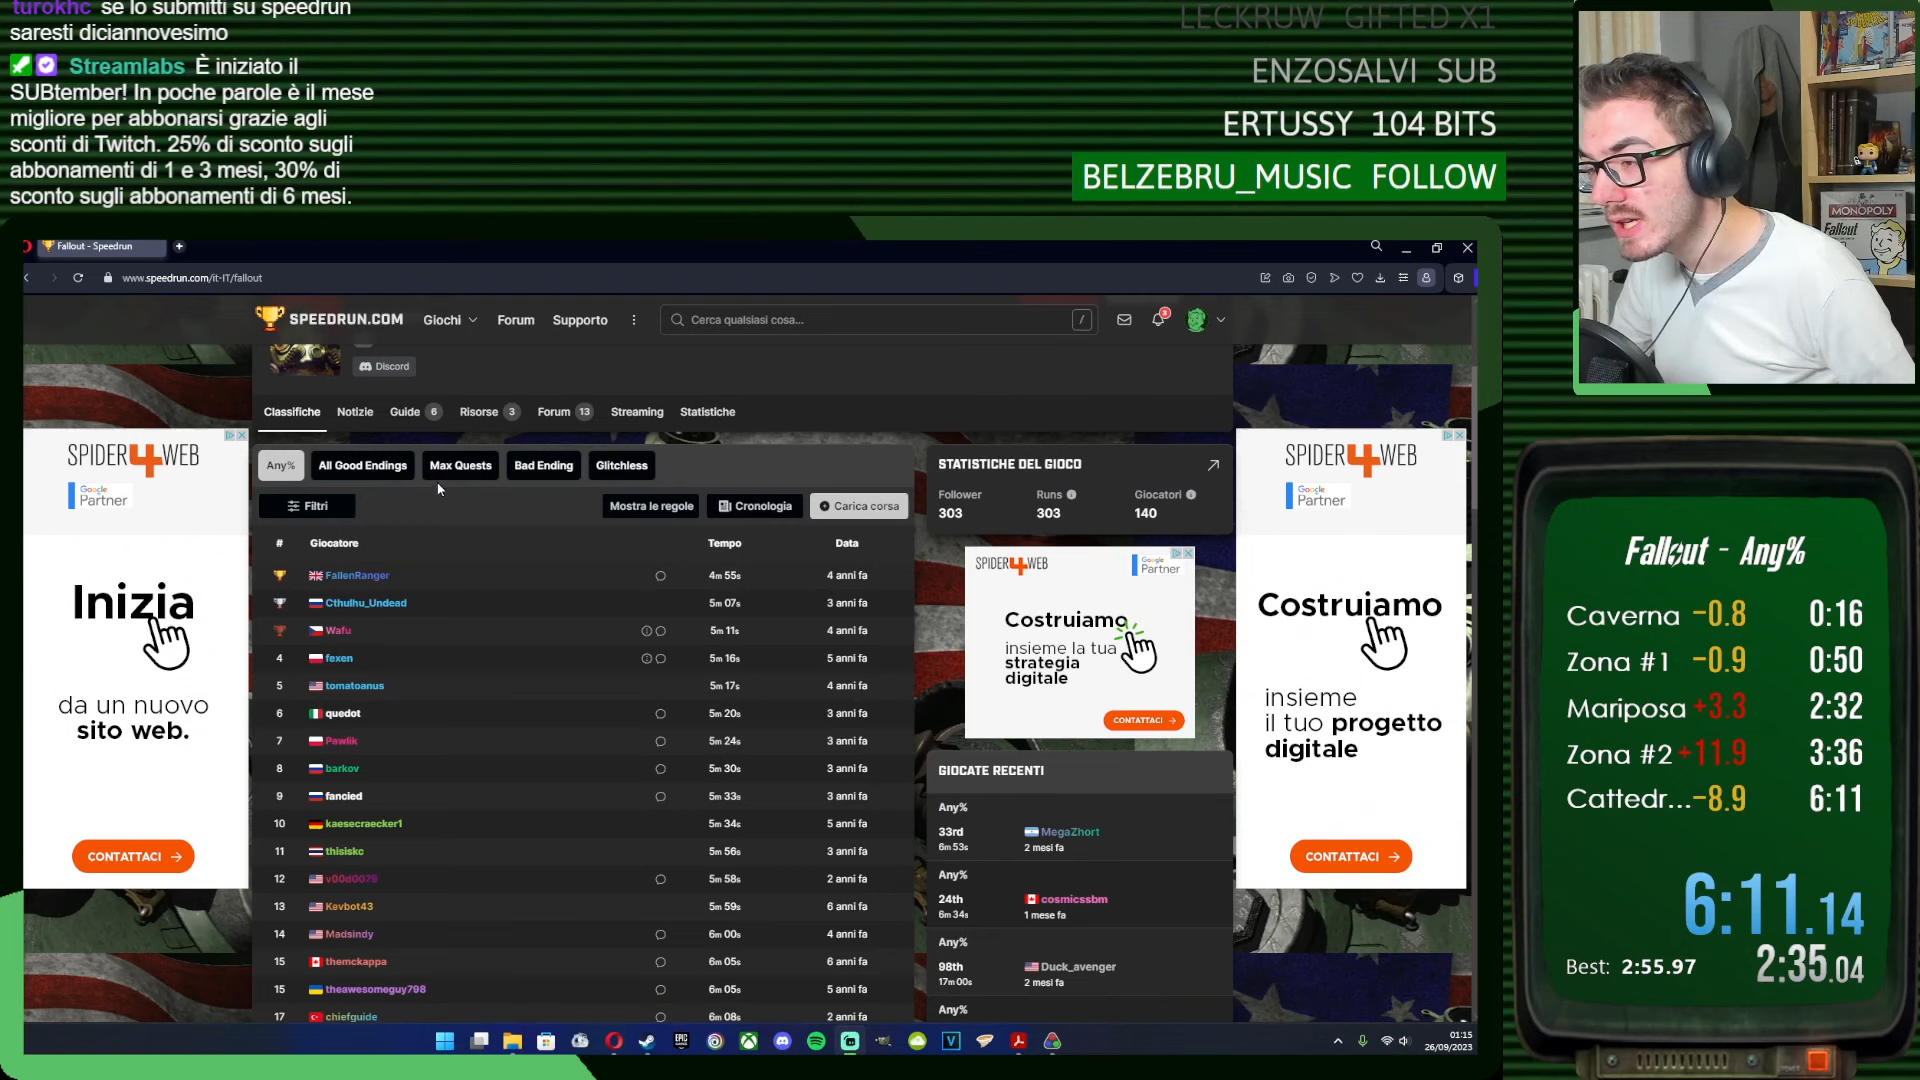 turokhc se lo submitti su speedrun
saresti diciannovesimo
Streamlabs È iniziato il
SUBtember! In poche parole è il mese
migliore per abbonarsi grazie agli
sconti di Twitch. 25% di sconto sugli
abbonamenti di 1 e 3 mesi, 30% di
sconto sugli abbonamenti di 6 mesi.
LECKRUW GIFTED X1
ENZOSALVI SUB
ERTUSSY 104 BITS
BELZEBRU_MUSIC FOLLOW
MONOPOLY
Fallout
Fallout - Speedrun
www.speedrun.com/it-IT/fallout
SPEEDRUN.COM Giochi Forum Supporto Cerca qualsiasi cosa... / 3
Discord
Classifiche Notizie Guide 6 Risorse 3 Forum 13 Streaming Statistiche
Any% All Good Endings Max Quests Bad Ending Glitchless
Filtri Mostra le regole Cronologia Carica corsa
# Giocatore Tempo Data
FallenRanger 4m 55s 4 anni fa
Cthulhu_Undead 5m 07s 3 anni fa
Wafu 5m 11s 4 anni fa
4 fexen 5m 16s 5 anni fa
5 tomatoanus 5m 17s 4 anni fa
6 quedot 5m 20s 3 anni fa
7 Pawlik 5m 24s 3 anni fa
8 barkov 5m 30s 3 anni fa
9 fancied 5m 33s 3 anni fa
10 kaesecraecker1 5m 34s 5 anni fa
11 thisiskc 5m 56s 3 anni fa
12 v00d0079 5m 58s 2 anni fa
13 Kevbot43 5m 59s 6 anni fa
14 Madsindy 6m 00s 4 anni fa
15 themckappa 6m 05s 6 anni fa
15 theawesomeguy798 6m 05s 5 anni fa
17 chiefguide 6m 08s 2 anni fa
STATISTICHE DEL GIOCO
Follower Runs Giocatori
303 303 140
SPIDER4WEB
Google Partner
Costruiamo
insieme la tua
strategia
digitale
CONTATTACI
GIOCATE RECENTI
Any%
33rd MegaZhort
6m 53s 2 mesi fa
Any%
24th cosmicssbm
6m 34s 1 mese fa
Any%
98th Duck_avenger
17m 00s 2 mesi fa
Any%
SPIDER4WEB
Google
Partner
Inizia
da un nuovo
sito web.
CONTATTACI
SPIDER4WEB
Google
Partner
Costruiamo
insieme
il tuo progetto
digitale
CONTATTACI
EPIC
V
01:15
26/09/2023
Fallout - Any%
Caverna −0.8 0:16
Zona #1 −0.9 0:50
Mariposa +3.3 2:32
Zona #2 +11.9 3:36
Cattedr... −8.9 6:11
6:11.14
Best: 2:55.97 2:35.04